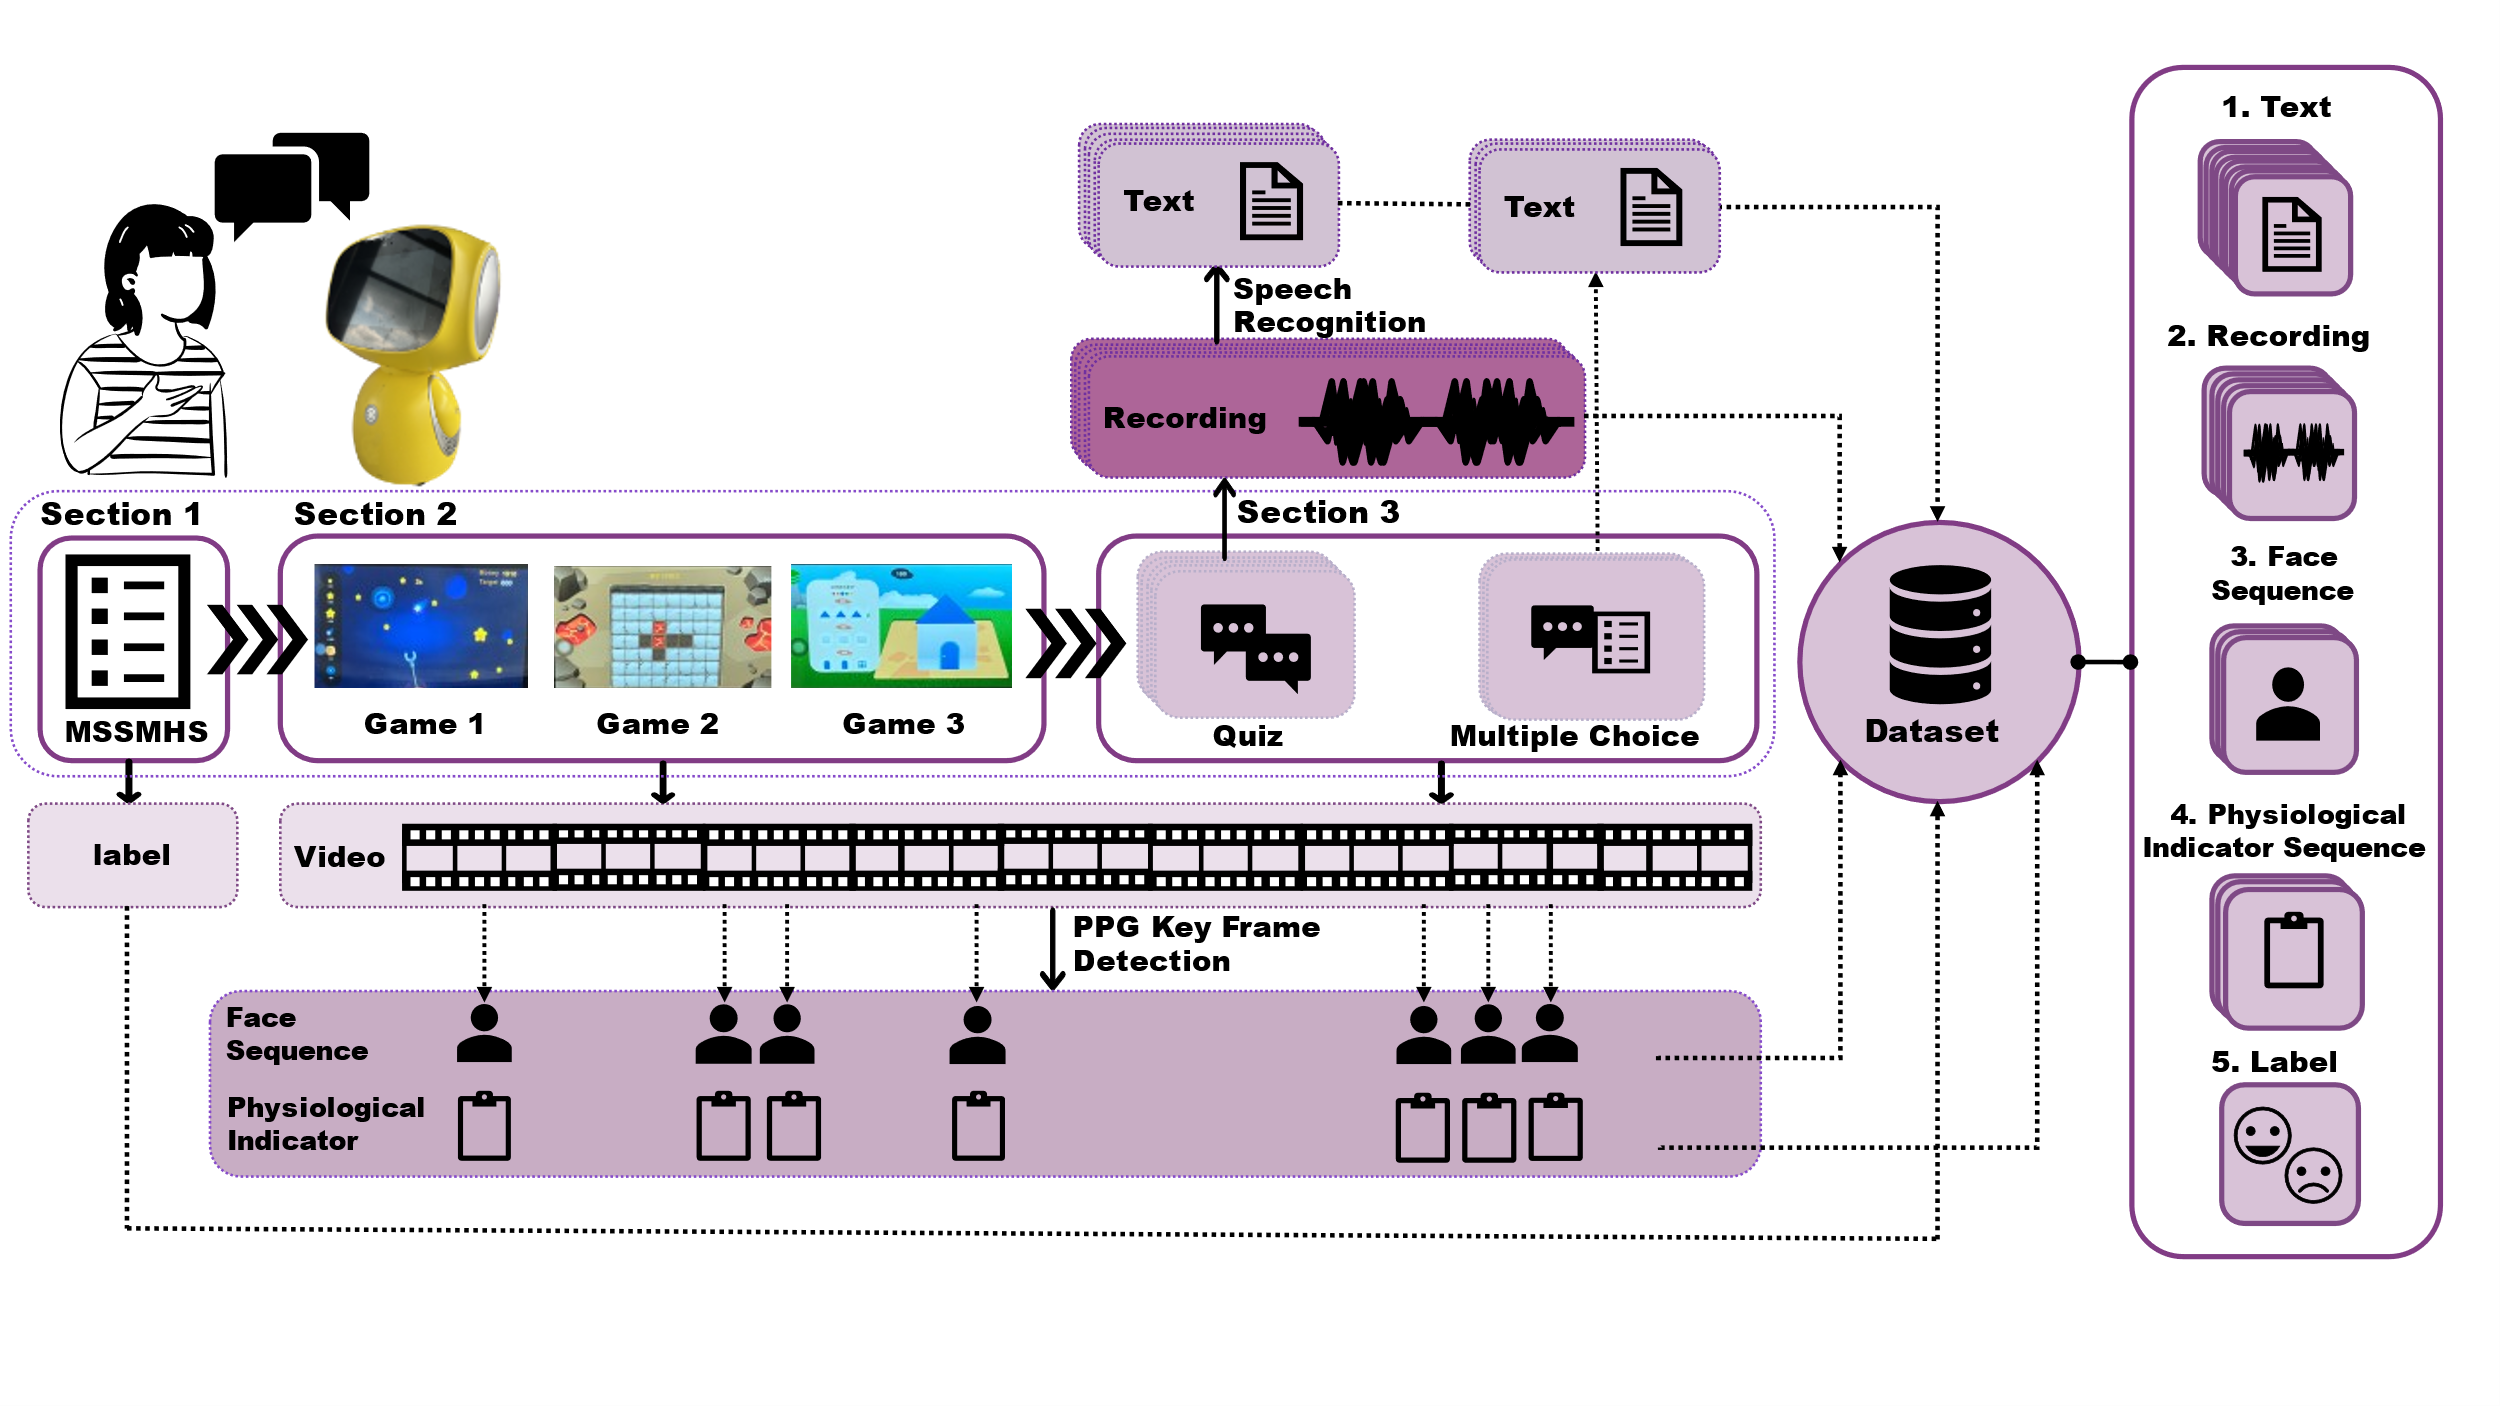 Text
Text
Speech
Recognition
Recording
Section 1
Section 2
Section 3
MSSMHS
Game 1
Game 2
Game 3
Quiz
Multiple Choice
label
Video
PPG Key Frame
Detection
Face
Sequence
Physiological
Indicator
Dataset
1. Text
2. Recording
3. Face
Sequence
4. Physiological
Indicator Sequence
5. Label